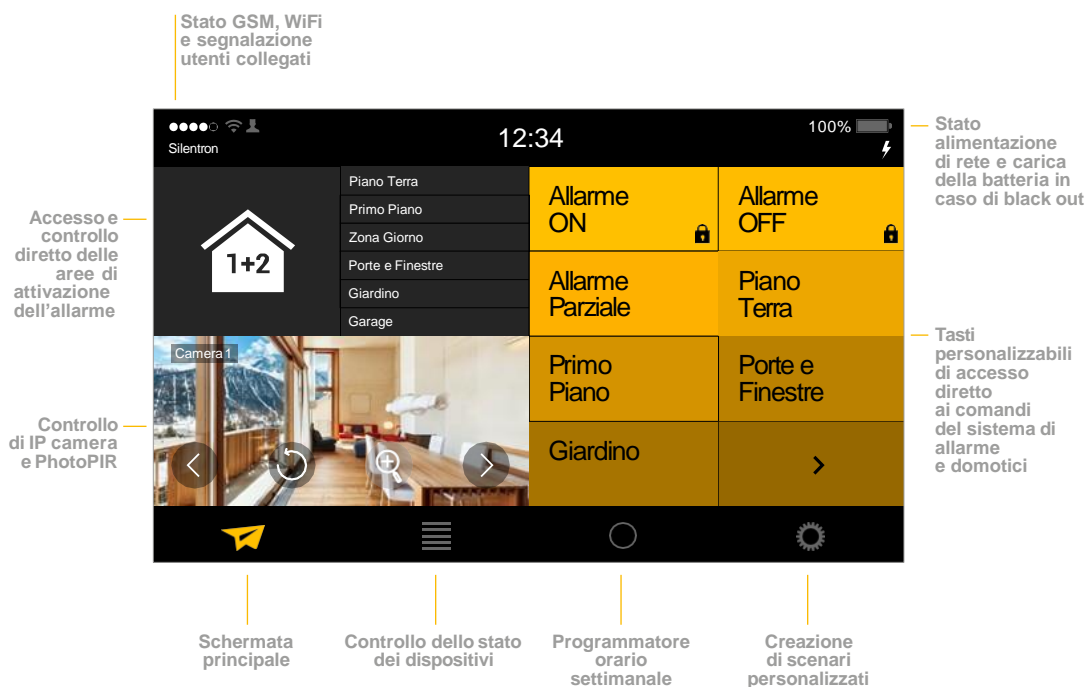 Stato GSM, WiFi
e segnalazione
utenti collegati
Silentron
12:34
100%
Stato
alimentazione
di rete e carica
della batteria in
caso di black out
Accesso e
controllo
diretto delle
aree di
attivazione
dell'allarme
1+2
Piano Terra
Primo Piano
Zona Giorno
Porte e Finestre
Giardino
Garage
Allarme
ON
Allarme
OFF
Allarme
Parziale
Piano
Terra
Primo
Piano
Porte e
Finestre
Giardino
Tasti
personalizzabili
di accesso
diretto
ai comandi
del sistema di
allarme
e domotici
Camera 1
Controllo
di IP camera
e PhotoPIR
Schermata
principale
Controllo dello stato
dei dispositivi
Programmatore
orario
settimanale
Creazione
di scenari
personalizzati